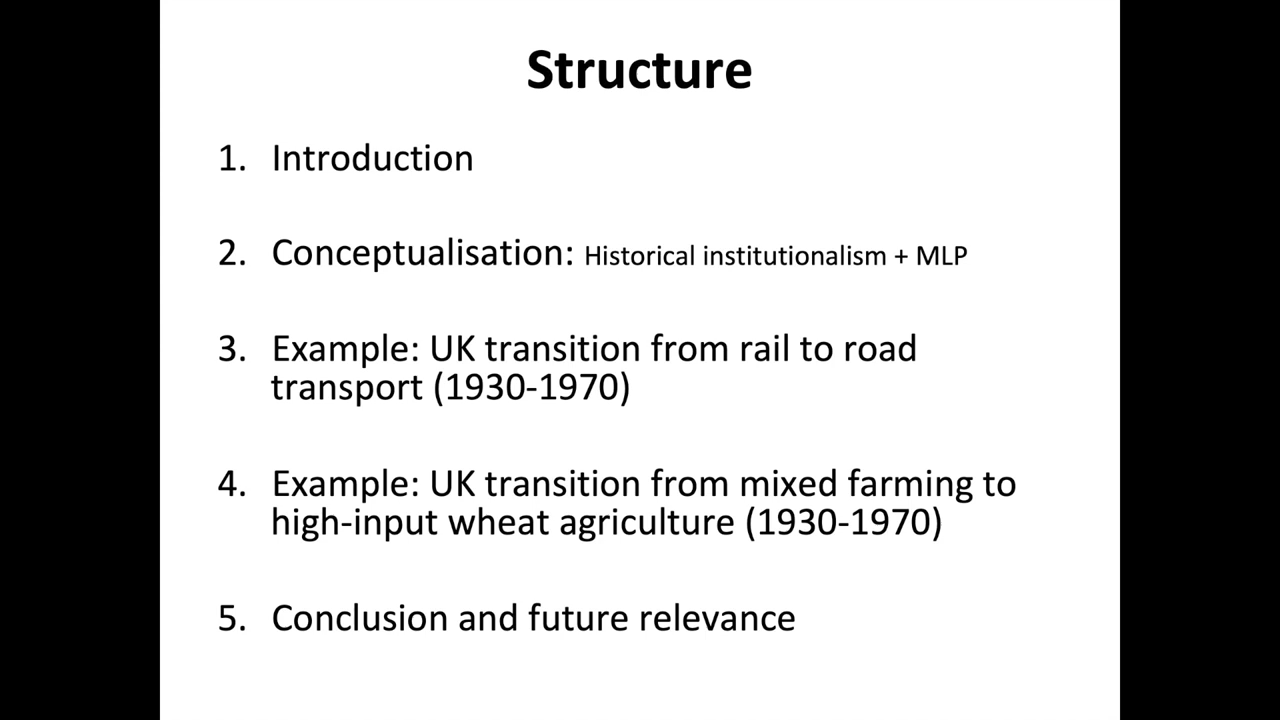 Structure
1. Introduction
2. Conceptualisation: Historical institutionalism + MLP
3. Example: UK transition from rail to road
transport (1930-1970)
4. Example: UK transition from mixed farming to
high-input wheat agriculture (1930-1970)
5. Conclusion and future relevance